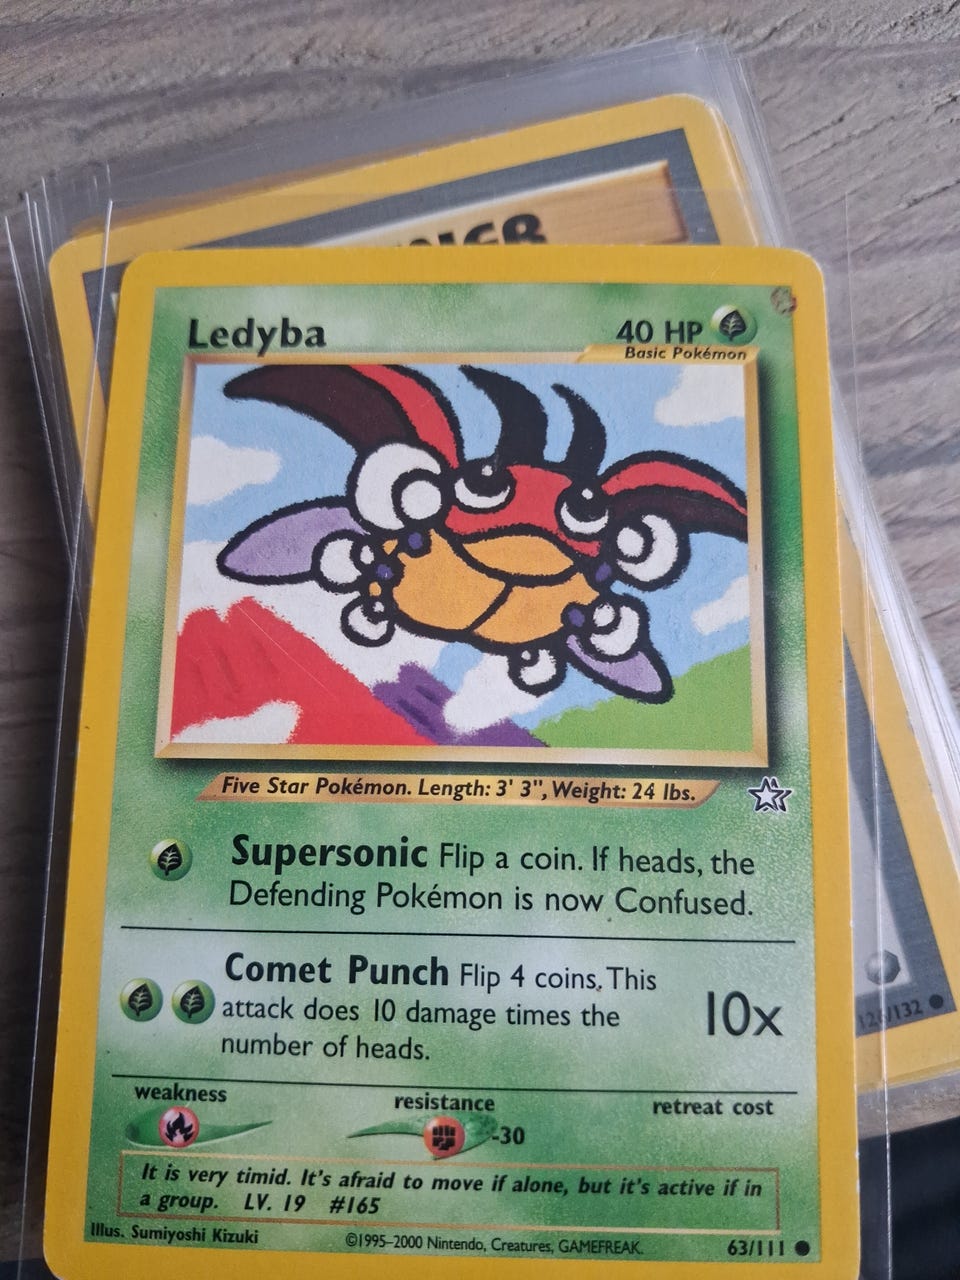 Ledyba
40 HP
Basic Pokémon
Five Star Pokémon. Length: 3' 3", Weight: 24 lbs.
Supersonic Flip a coin. If heads, the
Defending Pokémon is now Confused.
Comet Punch Flip 4 coins. This
attack does 10 damage times the
number of heads.
10x
weakness
resistance
retreat cost
-30
It is very timid. It's afraid to move if alone, but it's active if in
a group. LV. 19 #165
Illus. Sumiyoshi Kizuki
©1995-2000 Nintendo, Creatures, GAMEFREAK.
63/111